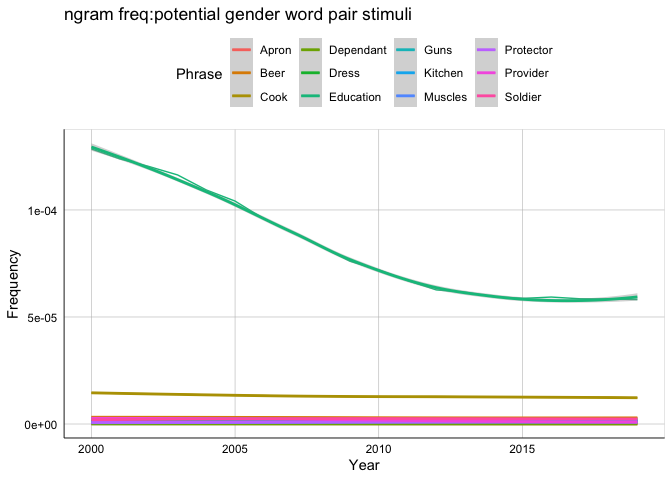 ngram freq:potential gender word pair stimuli
Phrase
Apron Dependant Guns Protector
Beer Dress Kitchen Provider
Cook Education Muscles Soldier
1e-04
5e-05
0e+00
Frequency
2000 2005 2010 2015
Year